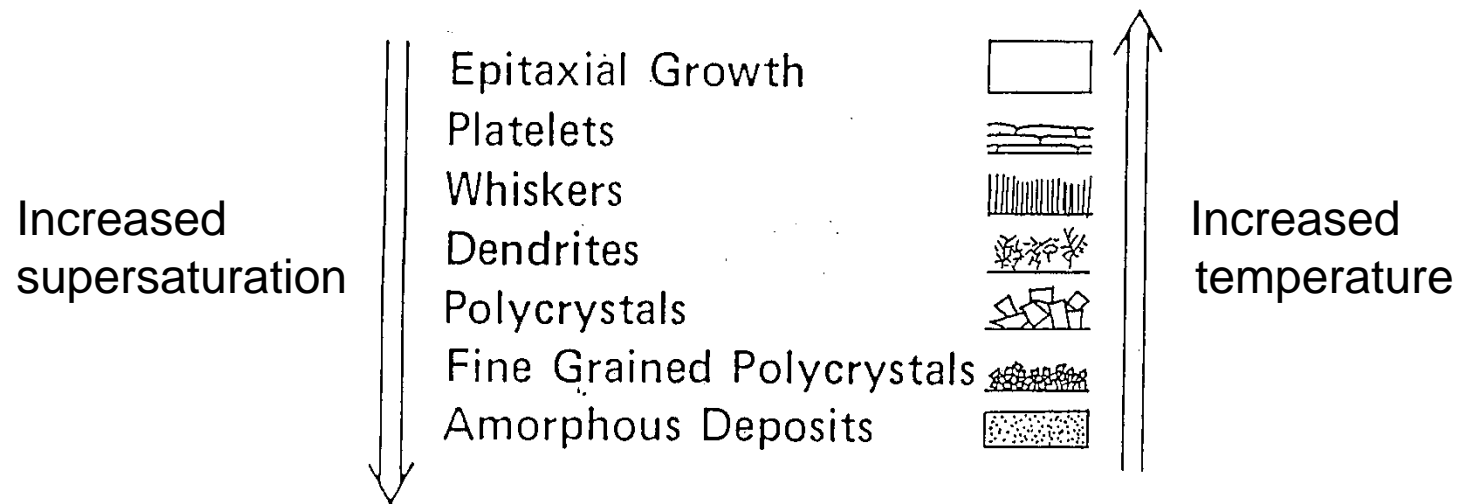 Epitaxial Growth
Platelets
Whiskers
Dendrites
Polycrystals
Fine Grained Polycrystals
Amorphous Deposits
Increased
supersaturation
Increased
temperature